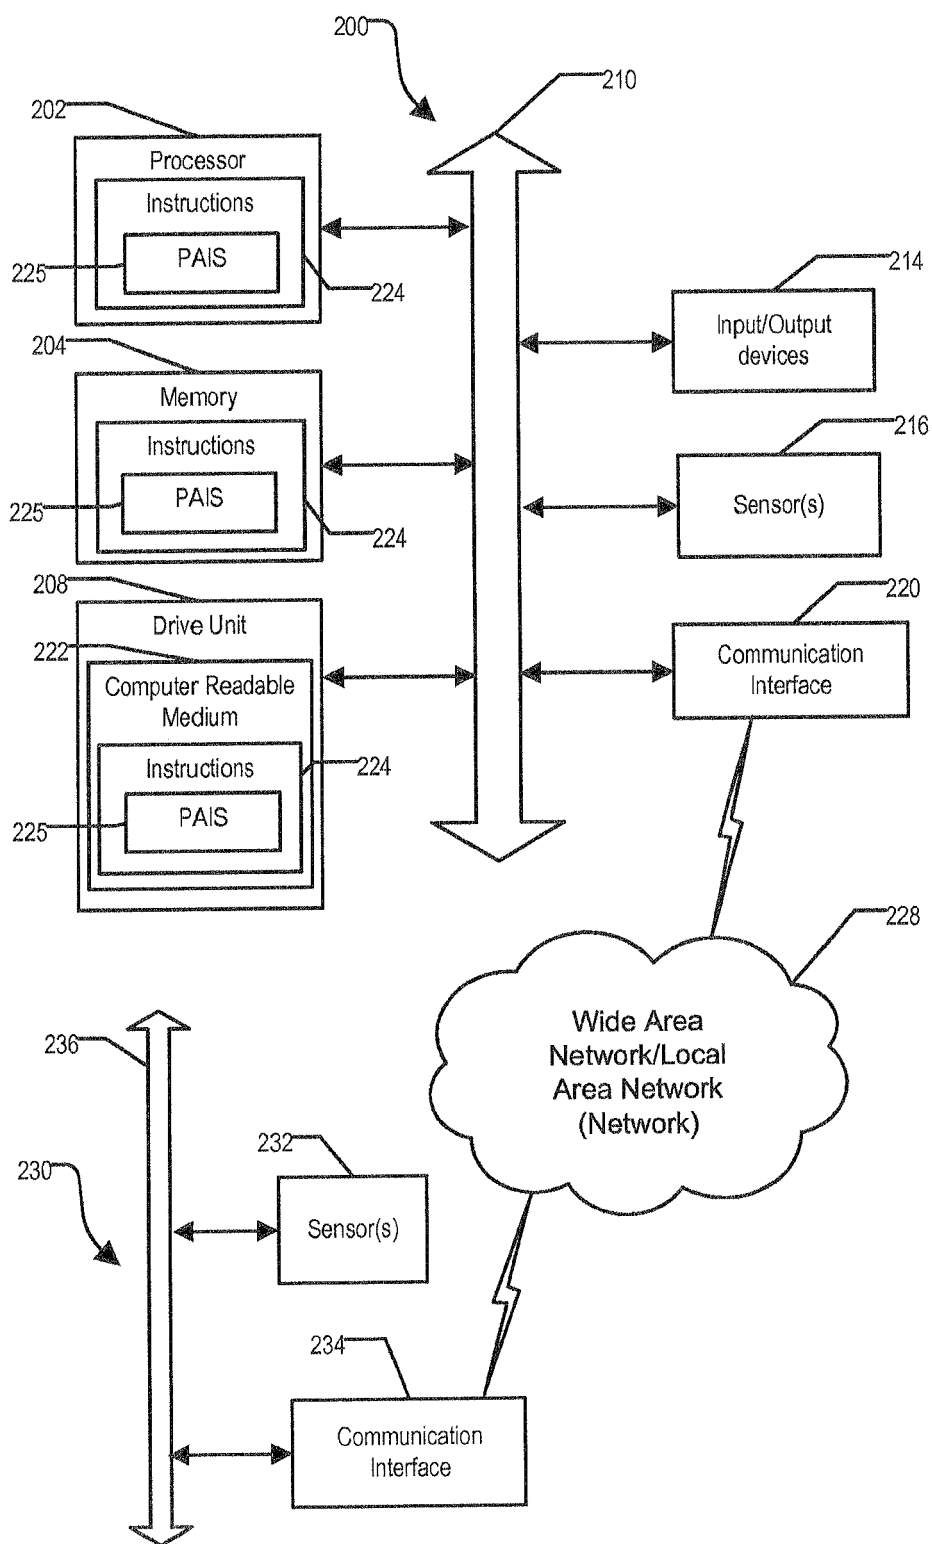 200
210
202
Processor
Instructions
PAIS
225
224
214
Input/Output
devices
204
Memory
Instructions
PAIS
225
224
216
Sensor(s)
208
Drive Unit
222
Computer Readable
Medium
Instructions
224
PAIS
225
220
Communication
Interface
228
Wide Area
Network/Local
Area Network
(Network)
236
230
232
Sensor(s)
234
Communication
Interface